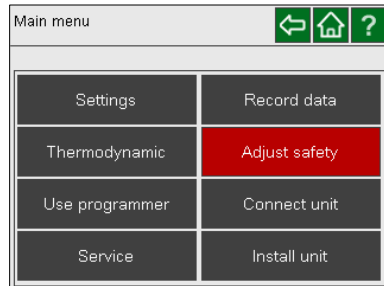 Main menu
?
Settings
Record data
Thermodynamic
Adjust safety
Use programmer
Connect unit
Service
Install unit